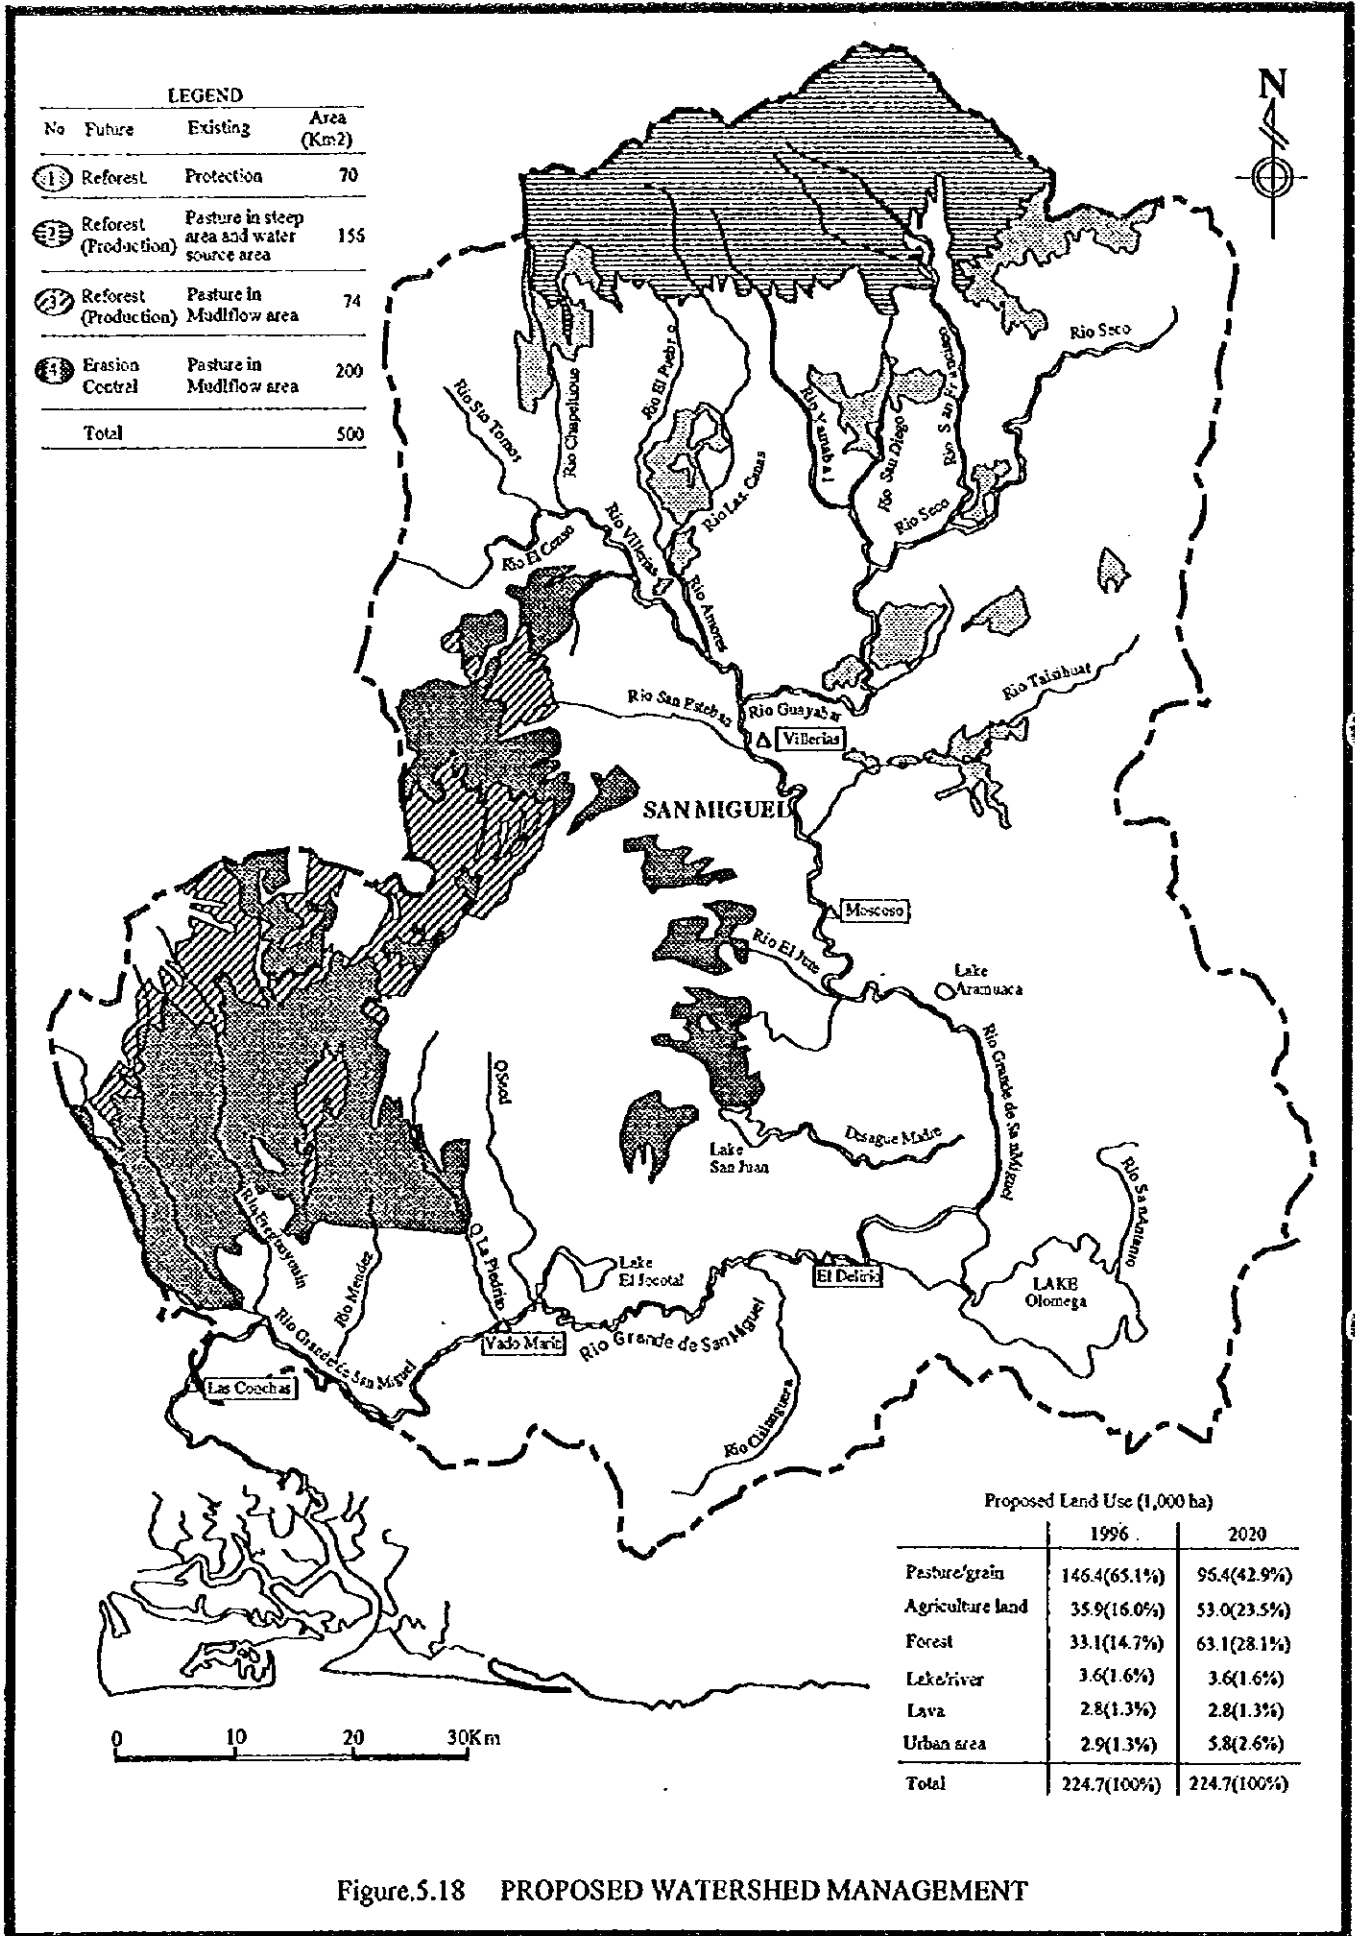 LEGEND
No Future Existing Area (Km2)
1 Reforest Protection 70
2 Reforest (Production) Pasture in steep area and water source area 156
3 Reforest (Production) Pasture in Mudlflow area 74
4 Erasion Control Pasture in Mudlflow area 200
Total 500
N
Rio Seco
Rio Sto Tomas
Rio Chapeluouo
Rio El Puebro
Rio Las Canas
Rio Yamabal
Rio San Diego
Rio San Francisco
Rio Seco
Rio El Censo
Rio Villerias
Rio Amores
Rio San Esteban
Rio Guayabar
Villerias
Rio Taisihuat
SAN MIGUEL
Moscoso
Rio El Jute
Lake
Aramuaca
Rio Grande de San Miguel
Q Seca
Lake
San Juan
Desague Madre
Rio San Antonio
Rio Mendez
Q La Piedrita
Lake
El Jocotal
El Delirio
LAKE
Olomega
Rio Grande de San Miguel
Vado Marin
Rio Grande de San Miguel
Las Conchas
Rio Chilanguera
0 10 20 30Km
Proposed Land Use (1,000 ha)
1996 2020
Pasture/grain 146.4(65.1%) 96.4(42.9%)
Agriculture land 35.9(16.0%) 53.0(23.5%)
Forest 33.1(14.7%) 63.1(28.1%)
Lake/river 3.6(1.6%) 3.6(1.6%)
Lava 2.8(1.3%) 2.8(1.3%)
Urban area 2.9(1.3%) 5.8(2.6%)
Total 224.7(100%) 224.7(100%)
Figure.5.18 PROPOSED WATERSHED MANAGEMENT